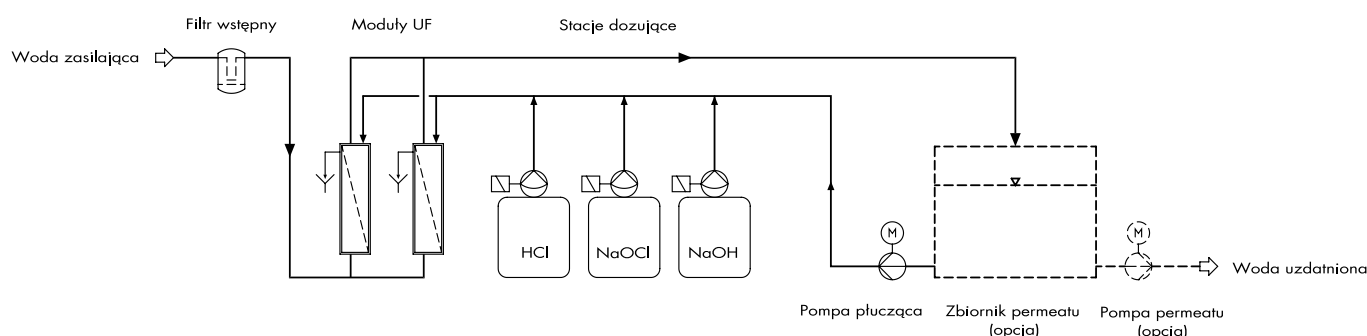 Filtr wstępny
Moduły UF
Stacje dozujące
Woda zasilająca
HCl
NaOCl
NaOH
M
M
Woda uzdatniona
Pompa płucząca
Zbiornik permeatu
(opcja)
Pompa permeatu
(opcja)